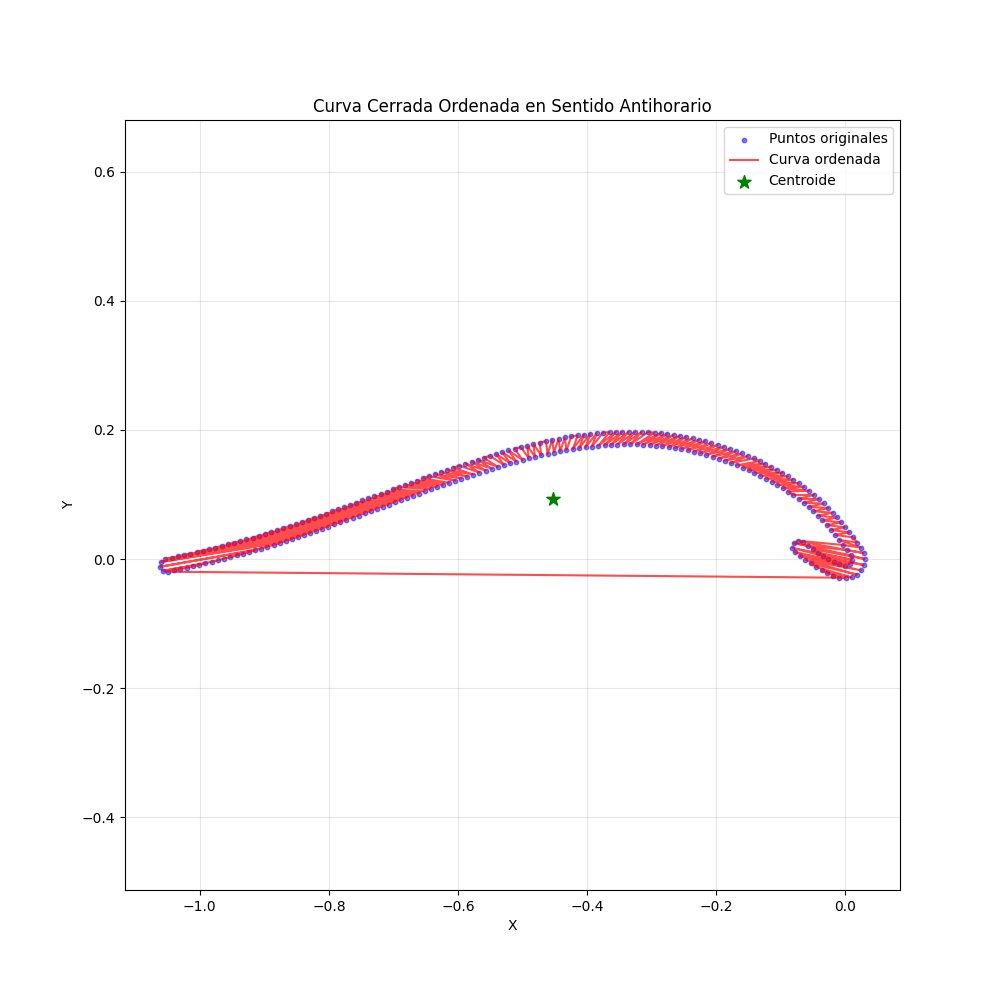 Curva Cerrada Ordenada en Sentido Antihorario
Puntos originales
Curva ordenada
Centroide
0.6
0.4
0.2
0.0
−0.2
−0.4
Y
−1.0
−0.8
−0.6
−0.4
−0.2
0.0
X